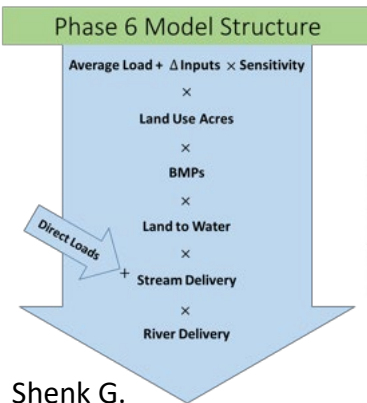 Phase 6 Model Structure
Average Load + Δ Inputs × Sensitivity
×
Land Use Acres
×
BMPs
×
Land to Water
×
Direct Loads
+ Stream Delivery
×
River Delivery
Shenk G.